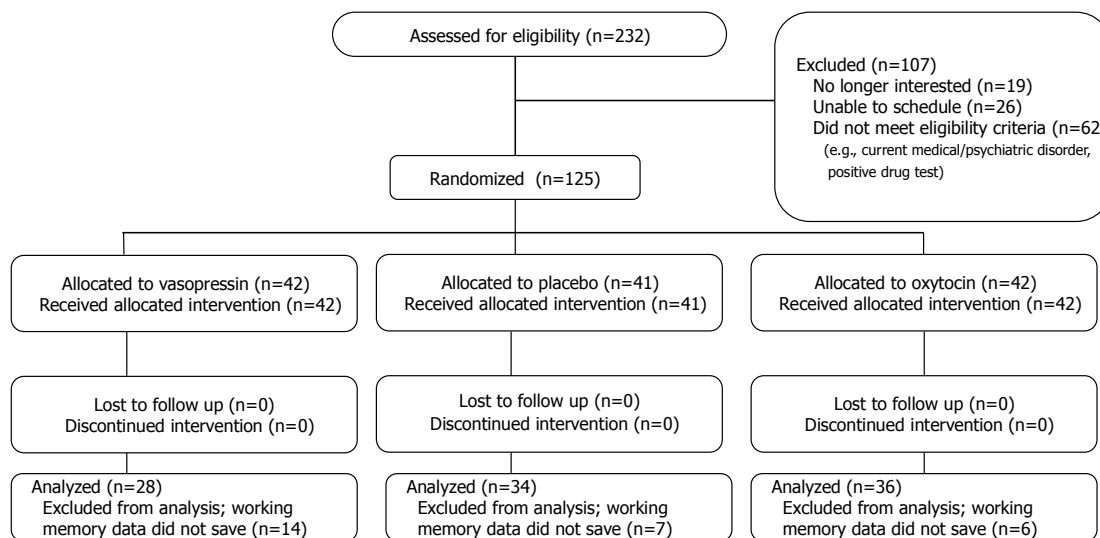 Assessed for eligibility (n=232)
Excluded (n=107)
No longer interested (n=19)
Unable to schedule (n=26)
Did not meet eligibility criteria (n=62
(e.g., current medical/psychiatric disorder,
positive drug test)
Randomized (n=125)
Allocated to vasopressin (n=42)
Received allocated intervention (n=42)
Allocated to placebo (n=41)
Received allocated intervention (n=41)
Allocated to oxytocin (n=42)
Received allocated intervention (n=42)
Lost to follow up (n=0)
Discontinued intervention (n=0)
Lost to follow up (n=0)
Discontinued intervention (n=0)
Lost to follow up (n=0)
Discontinued intervention (n=0)
Analyzed (n=28)
Excluded from analysis; working
memory data did not save (n=14)
Analyzed (n=34)
Excluded from analysis; working
memory data did not save (n=7)
Analyzed (n=36)
Excluded from analysis; working
memory data did not save (n=6)